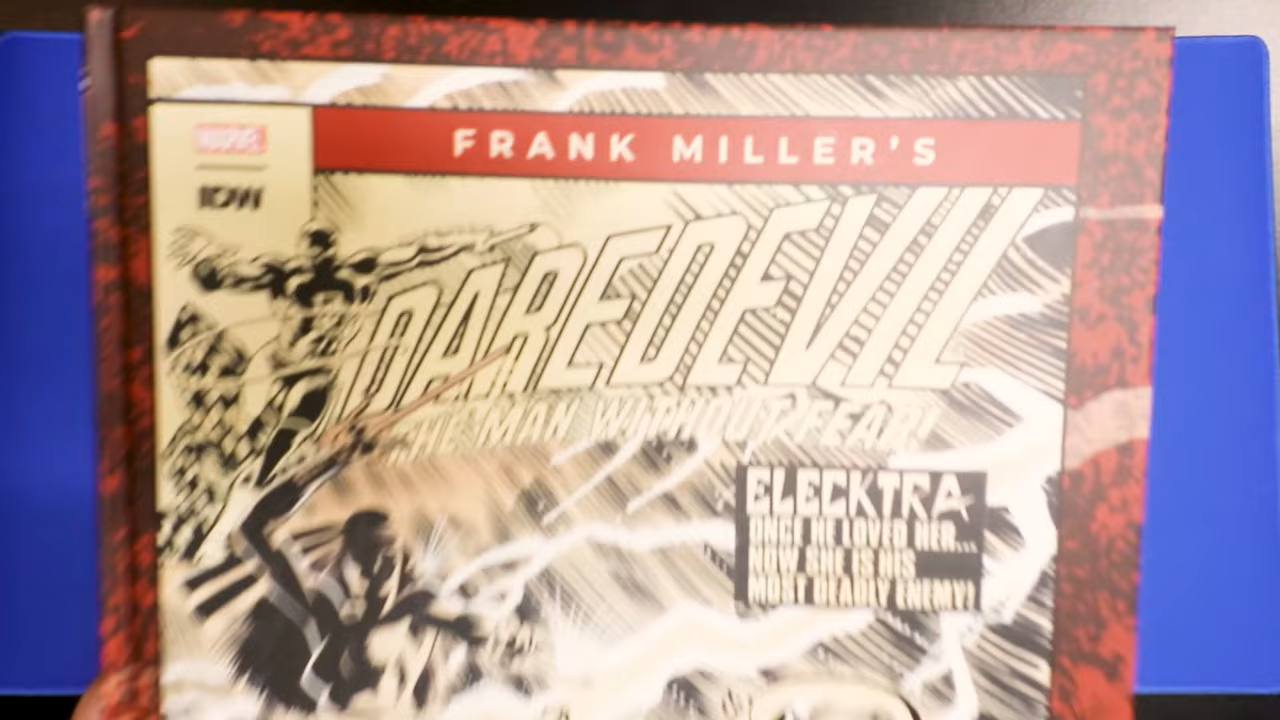 FRANK MILLER'S
MARVEL
IDW
DAREDEVIL
THE MAN WITHOUT FEAR!
ELECKTRA
ONCE HE LOVED HER...
NOW SHE IS HIS
MOST DEADLY ENEMY!